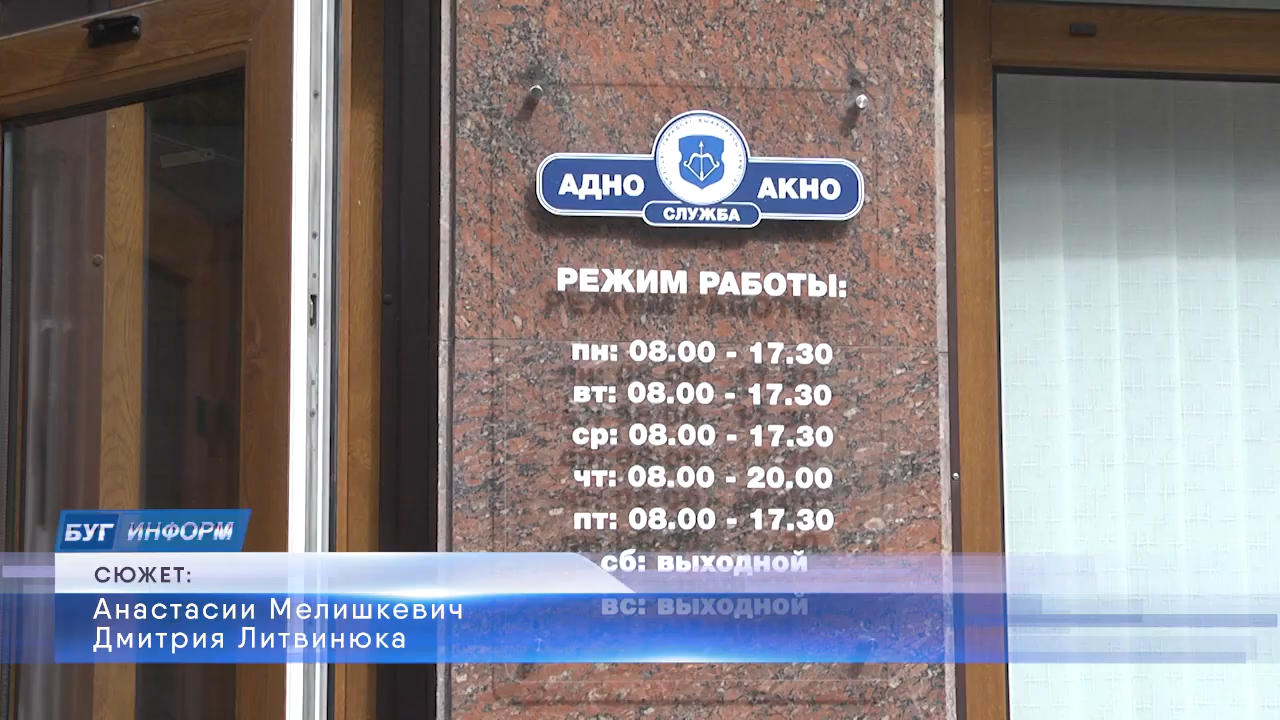 АДНО
АКНО
СЛУЖБА
РЕЖИМ РАБОТЫ:
пн: 08.00 - 17.30
вт: 08.00 - 17.30
ср: 08.00 - 17.30
чт: 08.00 - 20.00
пт: 08.00 - 17.30
сб: выходной
вс: выходной
БУГ ИНФОРМ
СЮЖЕТ:
Анастасии Мелишкевич
Дмитрия Литвинюка